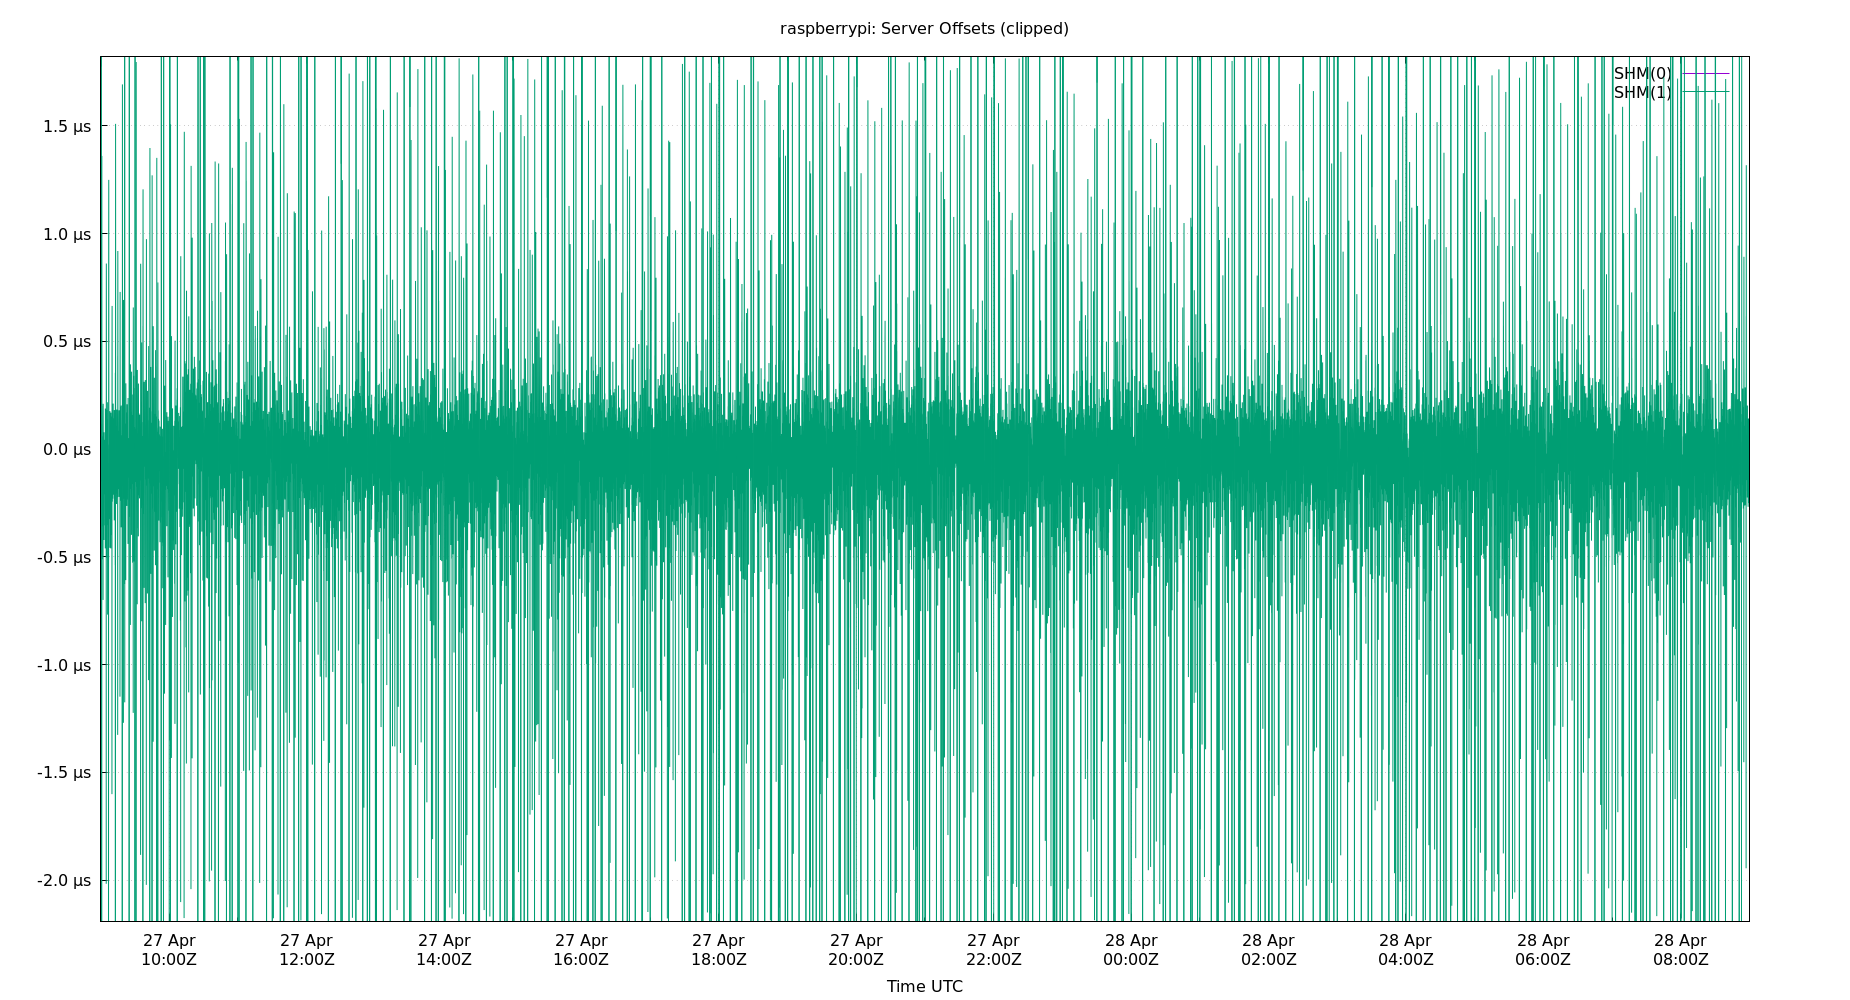 raspberrypi: Server Offsets (clipped)
SHM(0)
SHM(1)
1.5 µs
1.0 µs
0.5 µs
0.0 µs
-0.5 µs
-1.0 µs
-1.5 µs
-2.0 µs
27 Apr 27 Apr 27 Apr 27 Apr 27 Apr 27 Apr 27 Apr 28 Apr 28 Apr 28 Apr 28 Apr 28 Apr
10:00Z 12:00Z 14:00Z 16:00Z 18:00Z 20:00Z 22:00Z 00:00Z 02:00Z 04:00Z 06:00Z 08:00Z
Time UTC